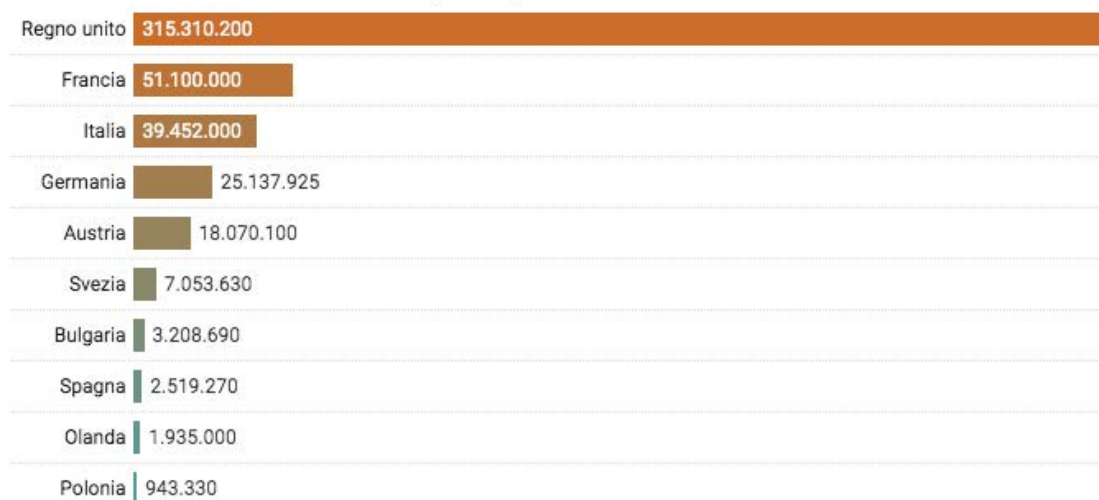 Regno unito 315.310.200
Francia 51.100.000
Italia 39.452.000
Germania 25.137.925
Austria 18.070.100
Svezia 7.053.630
Bulgaria 3.208.690
Spagna 2.519.270
Olanda 1.935.000
Polonia 943.330